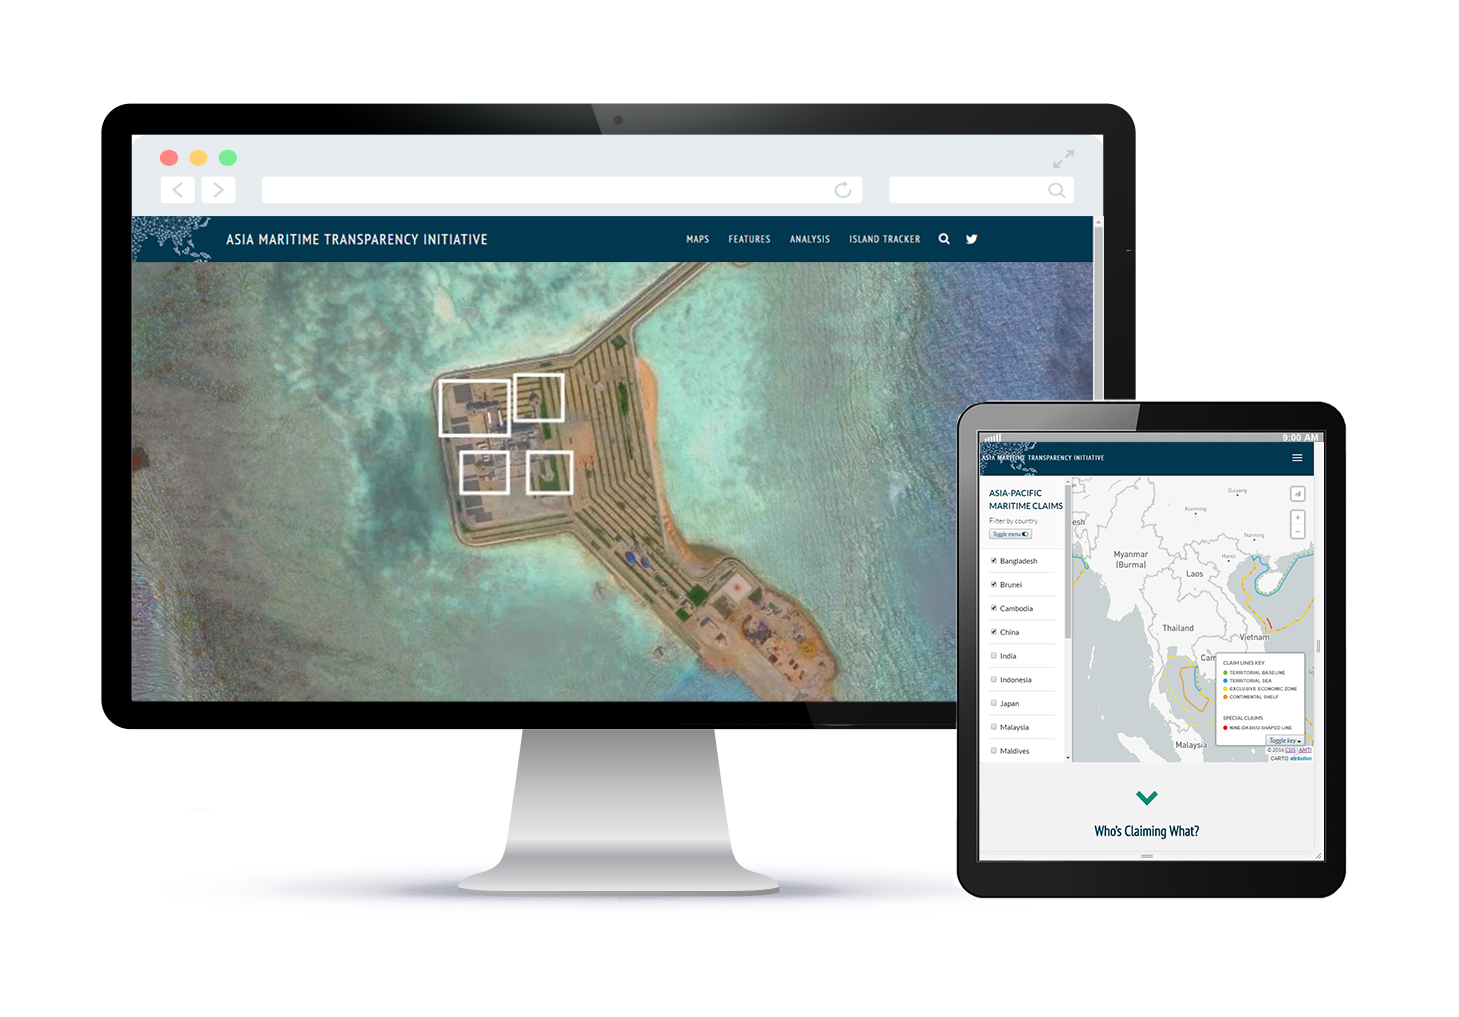 ASIA MARITIME TRANSPARENCY INITIATIVE
MAPS FEATURES ANALYSIS ISLAND TRACKER
9:00 AM
ASIA MARITIME TRANSPARENCY INITIATIVE
ASIA-PACIFIC
MARITIME CLAIMS
Filter by country
Toggle menu
Bangladesh
Brunei
Cambodia
China
India
Indonesia
Japan
Malaysia
Maldives
esh
Guiyang
Kunming
Nanning
Myanmar
(Burma)
Hanoi
Laos
Thailand
Vietnam
Cam
Malaysia
CLAIM LINES KEY
TERRITORIAL BASELINE
TERRITORIAL SEA
EXCLUSIVE ECONOMIC ZONE
CONTINENTAL SHELF
SPECIAL CLAIMS
NINE-DASH/U-SHAPED LINE
Toggle key
© 2016 CSIS | AMTI
CARTO attribution
Who's Claiming What?